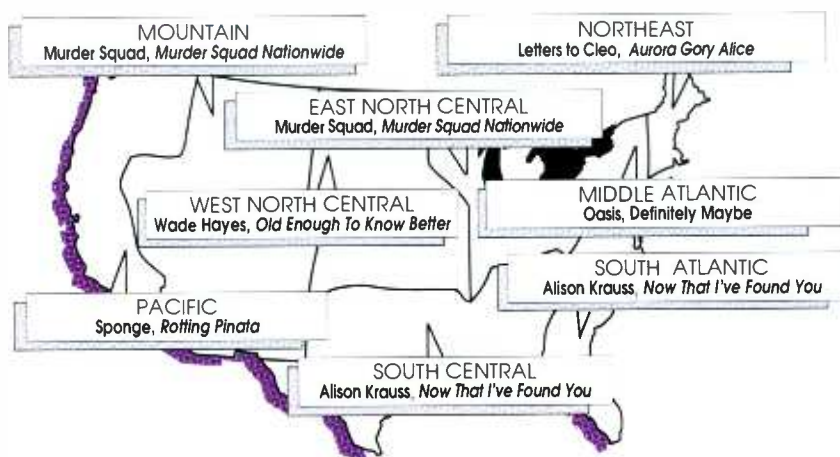 MOUNTAIN
Murder Squad, Murder Squad Nationwide
NORTHEAST
Letters to Cleo, Aurora Gory Alice
EAST NORTH CENTRAL
Murder Squad, Murder Squad Nationwide
WEST NORTH CENTRAL
Wade Hayes, Old Enough To Know Better
MIDDLE ATLANTIC
Oasis, Definitely Maybe
SOUTH ATLANTIC
Alison Krauss, Now That I've Found You
PACIFIC
Sponge, Rotting Pinata
SOUTH CENTRAL
Alison Krauss, Now That I've Found You